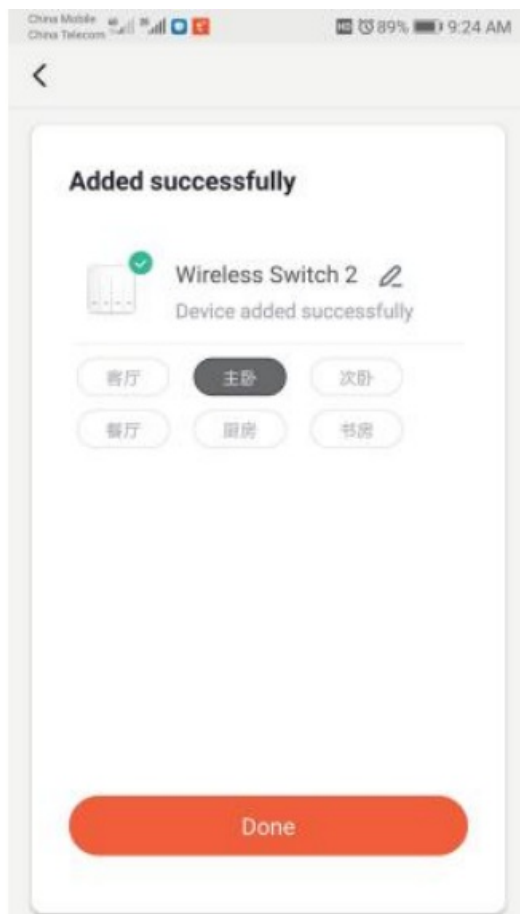 China Mobile
China Telecom
HD 89% 9:24 AM
Added successfully
Wireless Switch 2
Device added successfully
客厅 主卧 次卧
餐厅 厨房 书房
Done